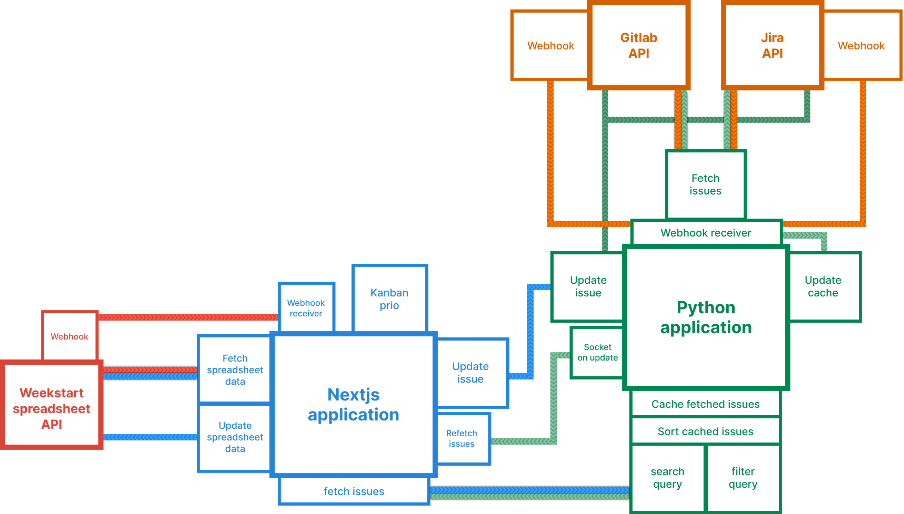 Webhook
Gitlab
API
Jira
API
Webhook
Fetch
issues
Webhook receiver
Update
issue
Python
application
Update
cache
Socket
on update
Cache fetched issues
Sort cached issues
search
query
filter
query
Webhook
receiver
Kanban
prio
Webhook
Weekstart
spreadsheet
API
Fetch
spreadsheet
data
Update
spreadsheet
data
Nextjs
application
Update
issue
Refetch
issues
fetch issues